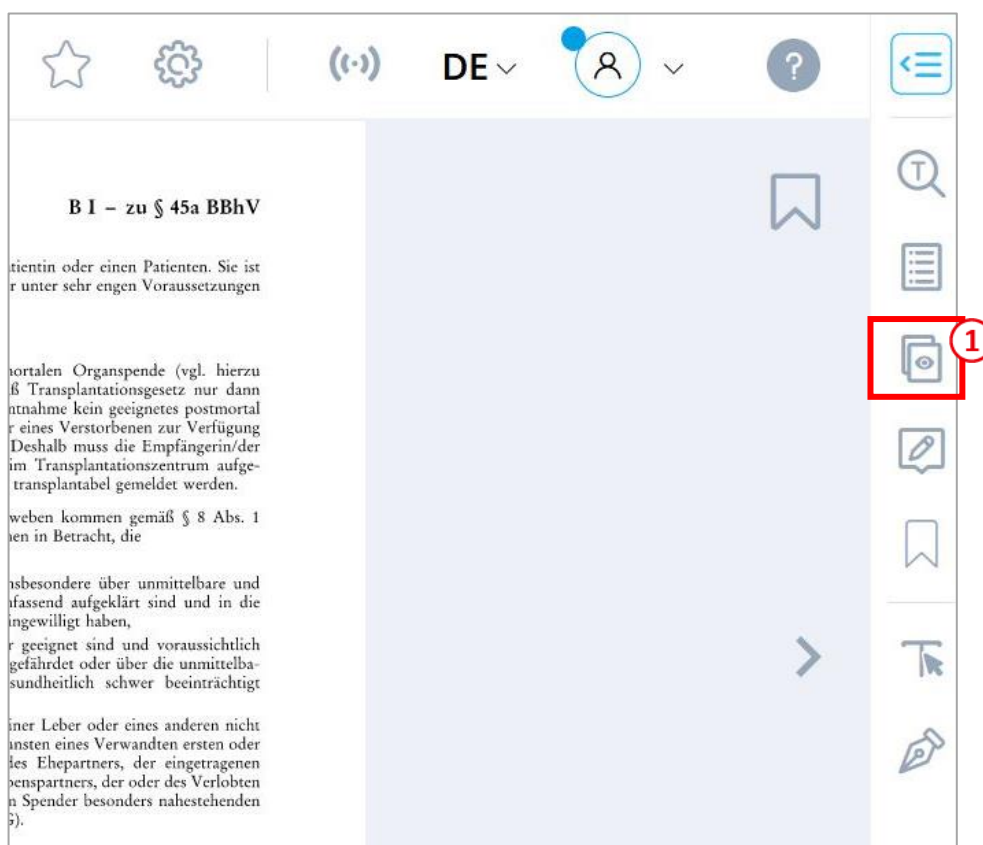 DE
?
T
1
B I – zu § 45a BBhV
tientin oder einen Patienten. Sie ist
r unter sehr engen Voraussetzungen
ortalen Organspende (vgl. hierzu
ß Transplantationsgesetz nur dann
ntnahme kein geeignetes postmortal
r eines Verstorbenen zur Verfügung
Deshalb muss die Empfängerin/der
im Transplantationszentrum aufge-
transplantabel gemeldet werden.
weben kommen gemäß § 8 Abs. 1
en in Betracht, die
nsbesondere über unmittelbare und
nfassend aufgeklärt sind und in die
ingewilligt haben,
r geeignet sind und voraussichtlich
gefährdet oder über die unmittelba-
sundheitlich schwer beeinträchtigt
iner Leber oder eines anderen nicht
unsten eines Verwandten ersten oder
des Ehepartners, der eingetragenen
benspartners, der oder des Verlobten
n Spender besonders nahestehenden
G).